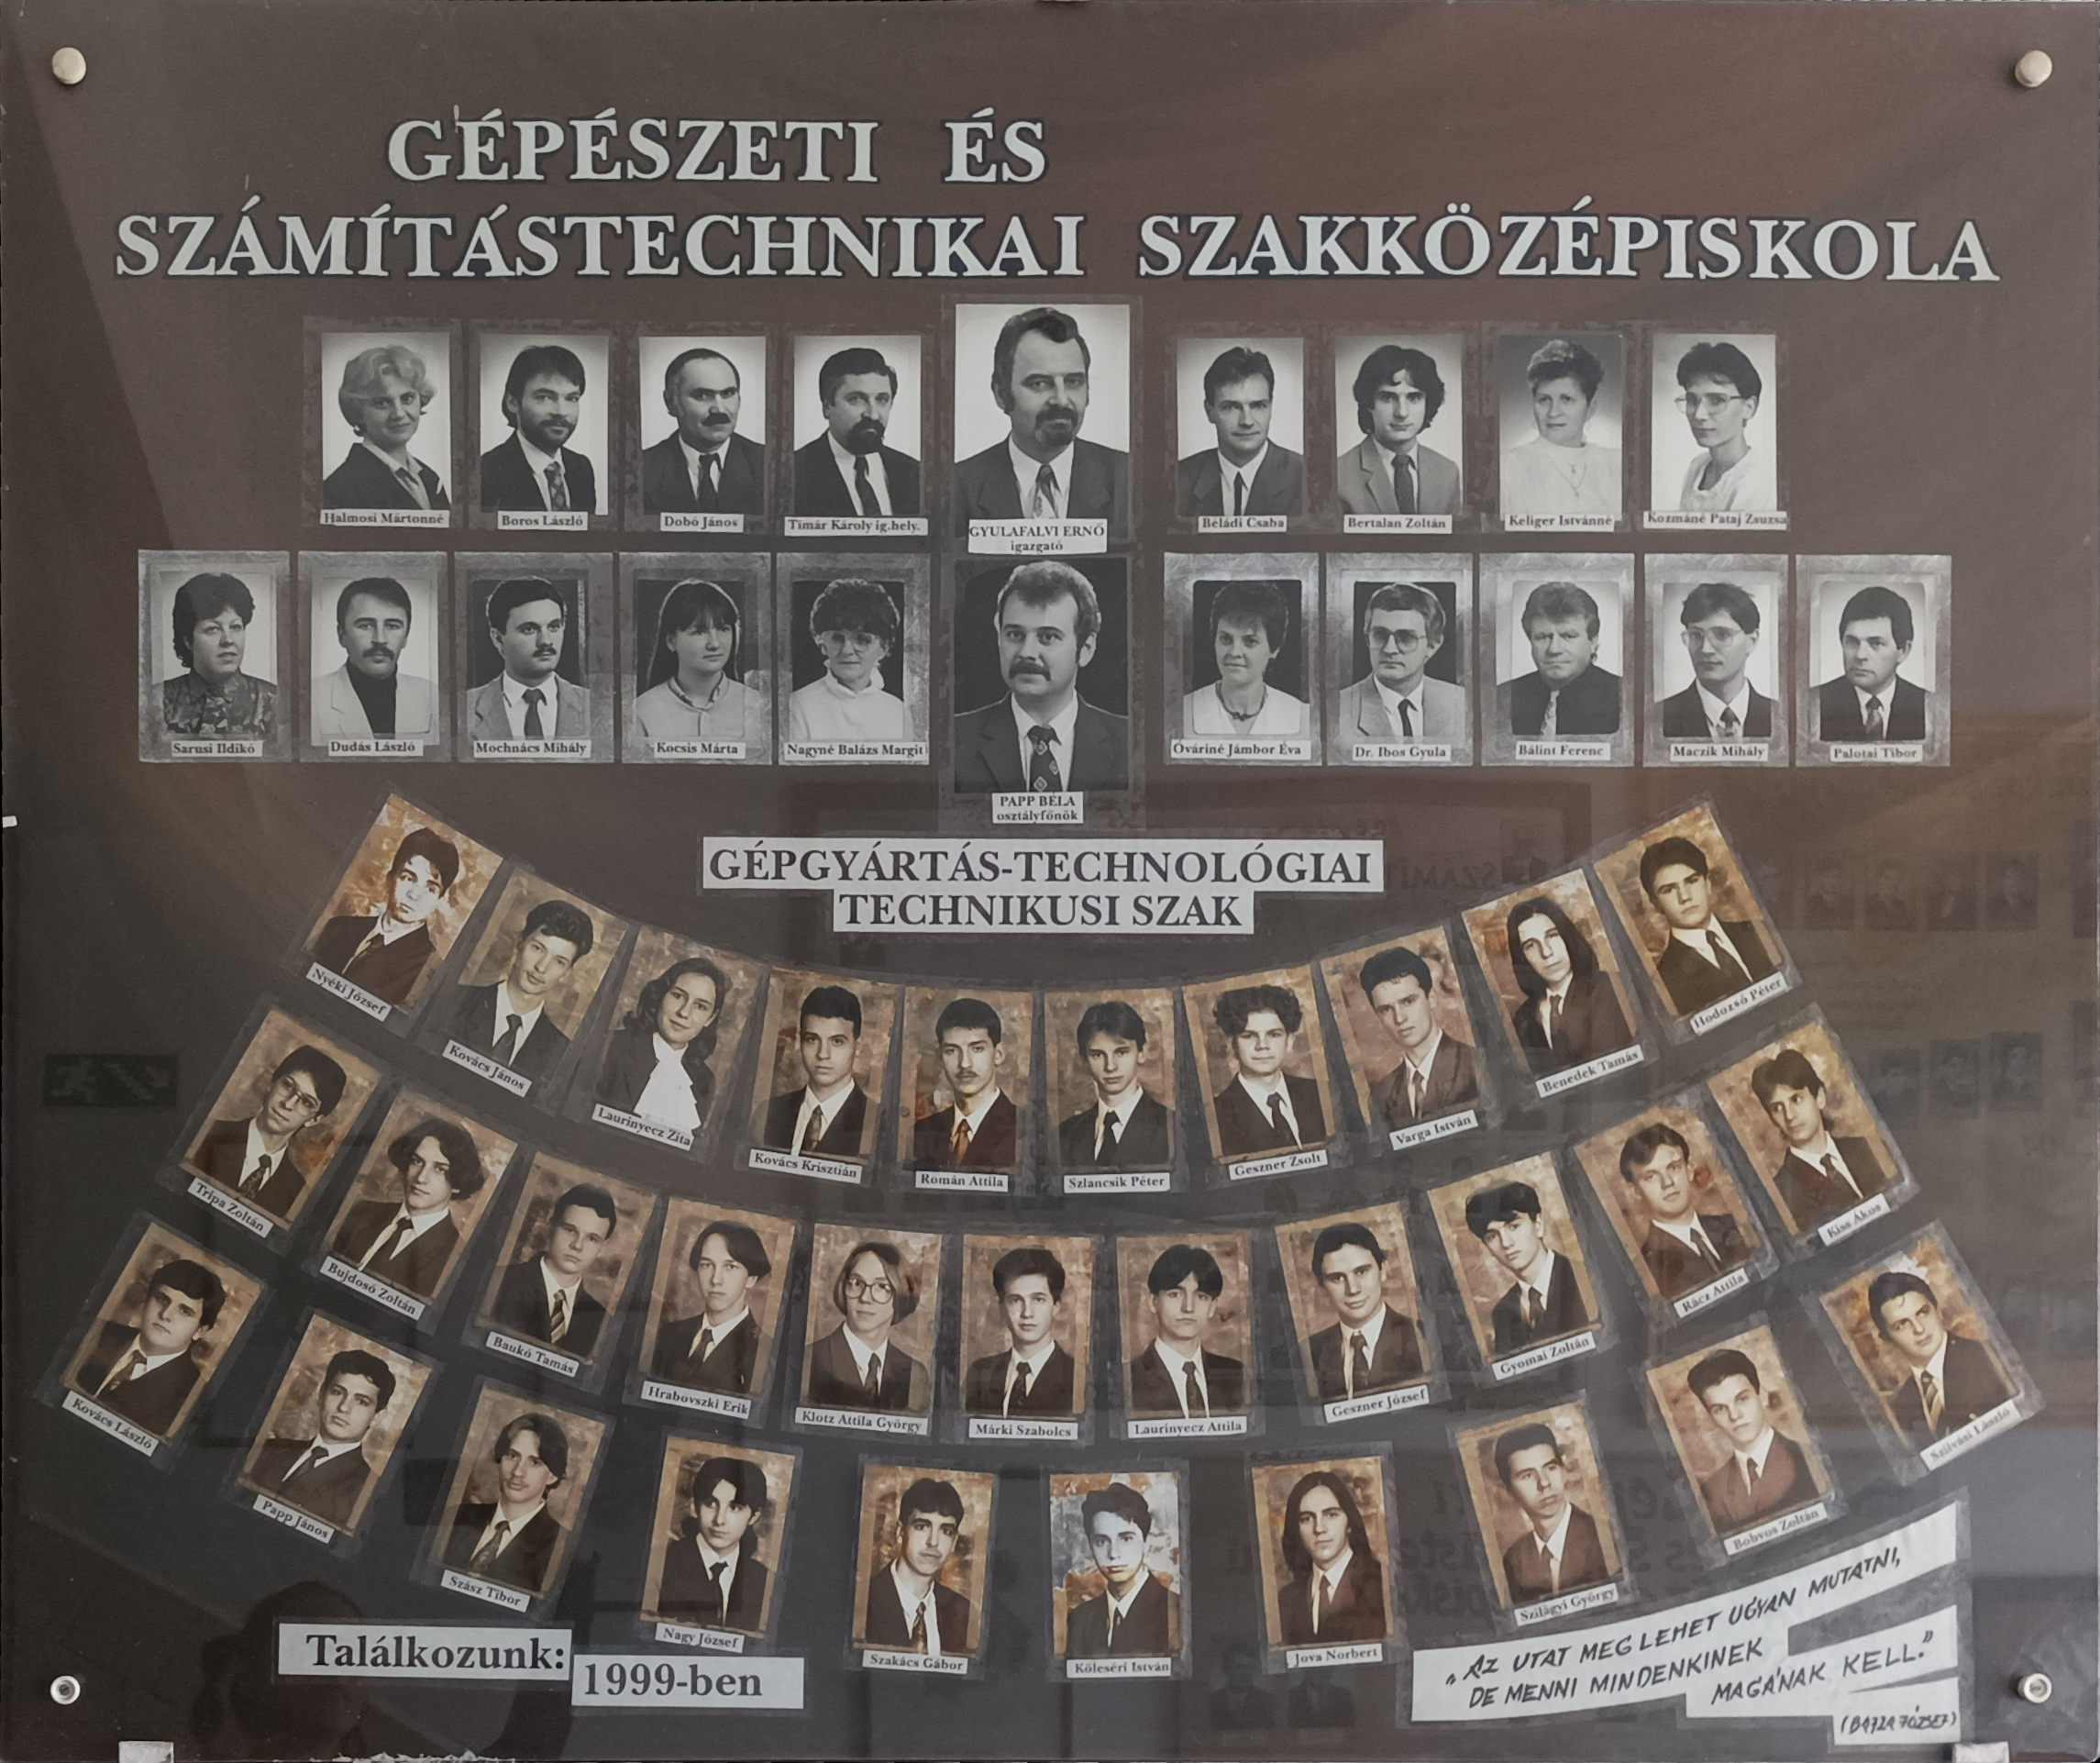 GÉPÉSZETI ÉS
SZÁMÍTÁSTECHNIKAI SZAKKÖZÉPISKOLA
Halmosi Mártonné
Boros László
Dobó János
Timár Károly ig.hely.
GYULAFALVI ERNŐ
igazgató
Béládi Csaba
Bertalan Zoltán
Keliger Istvánné
Kozmáné Pataj Zsuzsa
Sarusi Ildikó
Dudás László
Mochnács Mihály
Kocsis Márta
Nagyné Balázs Margit
PAPP BÉLA
osztályfőnök
Óváriné Jámbor Éva
Dr. Ibos Gyula
Bálint Ferenc
Maczik Mihály
Palotai Tibor
GÉPGYÁRTÁS-TECHNOLÓGIAI
TECHNIKUSI SZAK
Nyéki József
Kovács János
Laurinyecz Zita
Kovács Krisztián
Román Attila
Szlancsik Péter
Geszner Zsolt
Varga István
Benedek Tamás
Hodozsó Péter
Tripa Zoltán
Bujdosó Zoltán
Baukó Tamás
Hrabovszki Erik
Klotz Attila György
Márki Szabolcs
Laurinyecz Attila
Geszner József
Gyomai Zoltán
Rácz Attila
Kiss Ákos
Kovács László
Papp János
Szász Tibor
Nagy József
Szakács Gábor
Köleséri István
Jova Norbert
Szilágyi György
Bobvos Zoltán
Szilvási László
Találkozunk:
1999-ben
„AZ UTAT MEG LEHET UGYAN MUTATNI,
DE MENNI MINDENKINEK
MAGÁNAK KELL."
(BAJZA JÓZSEF)